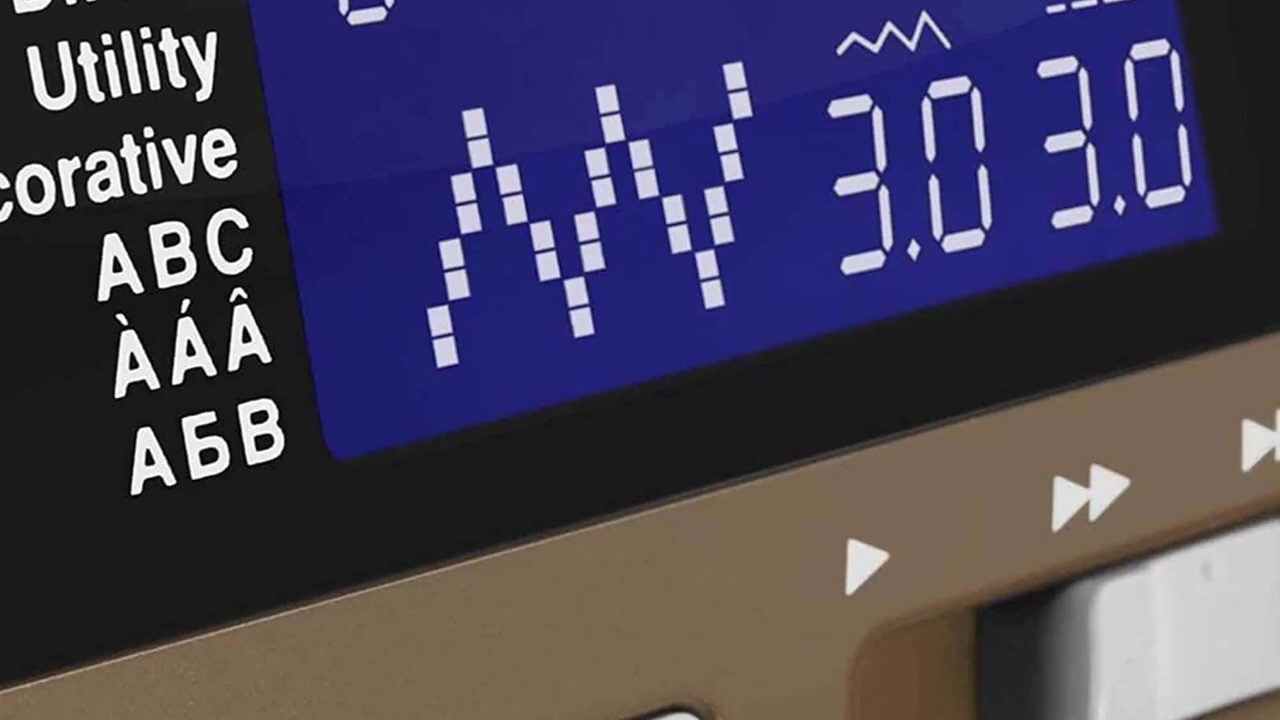 Utility
corative
ABC
ÀÁÂ
АБВ
3.0 3.0